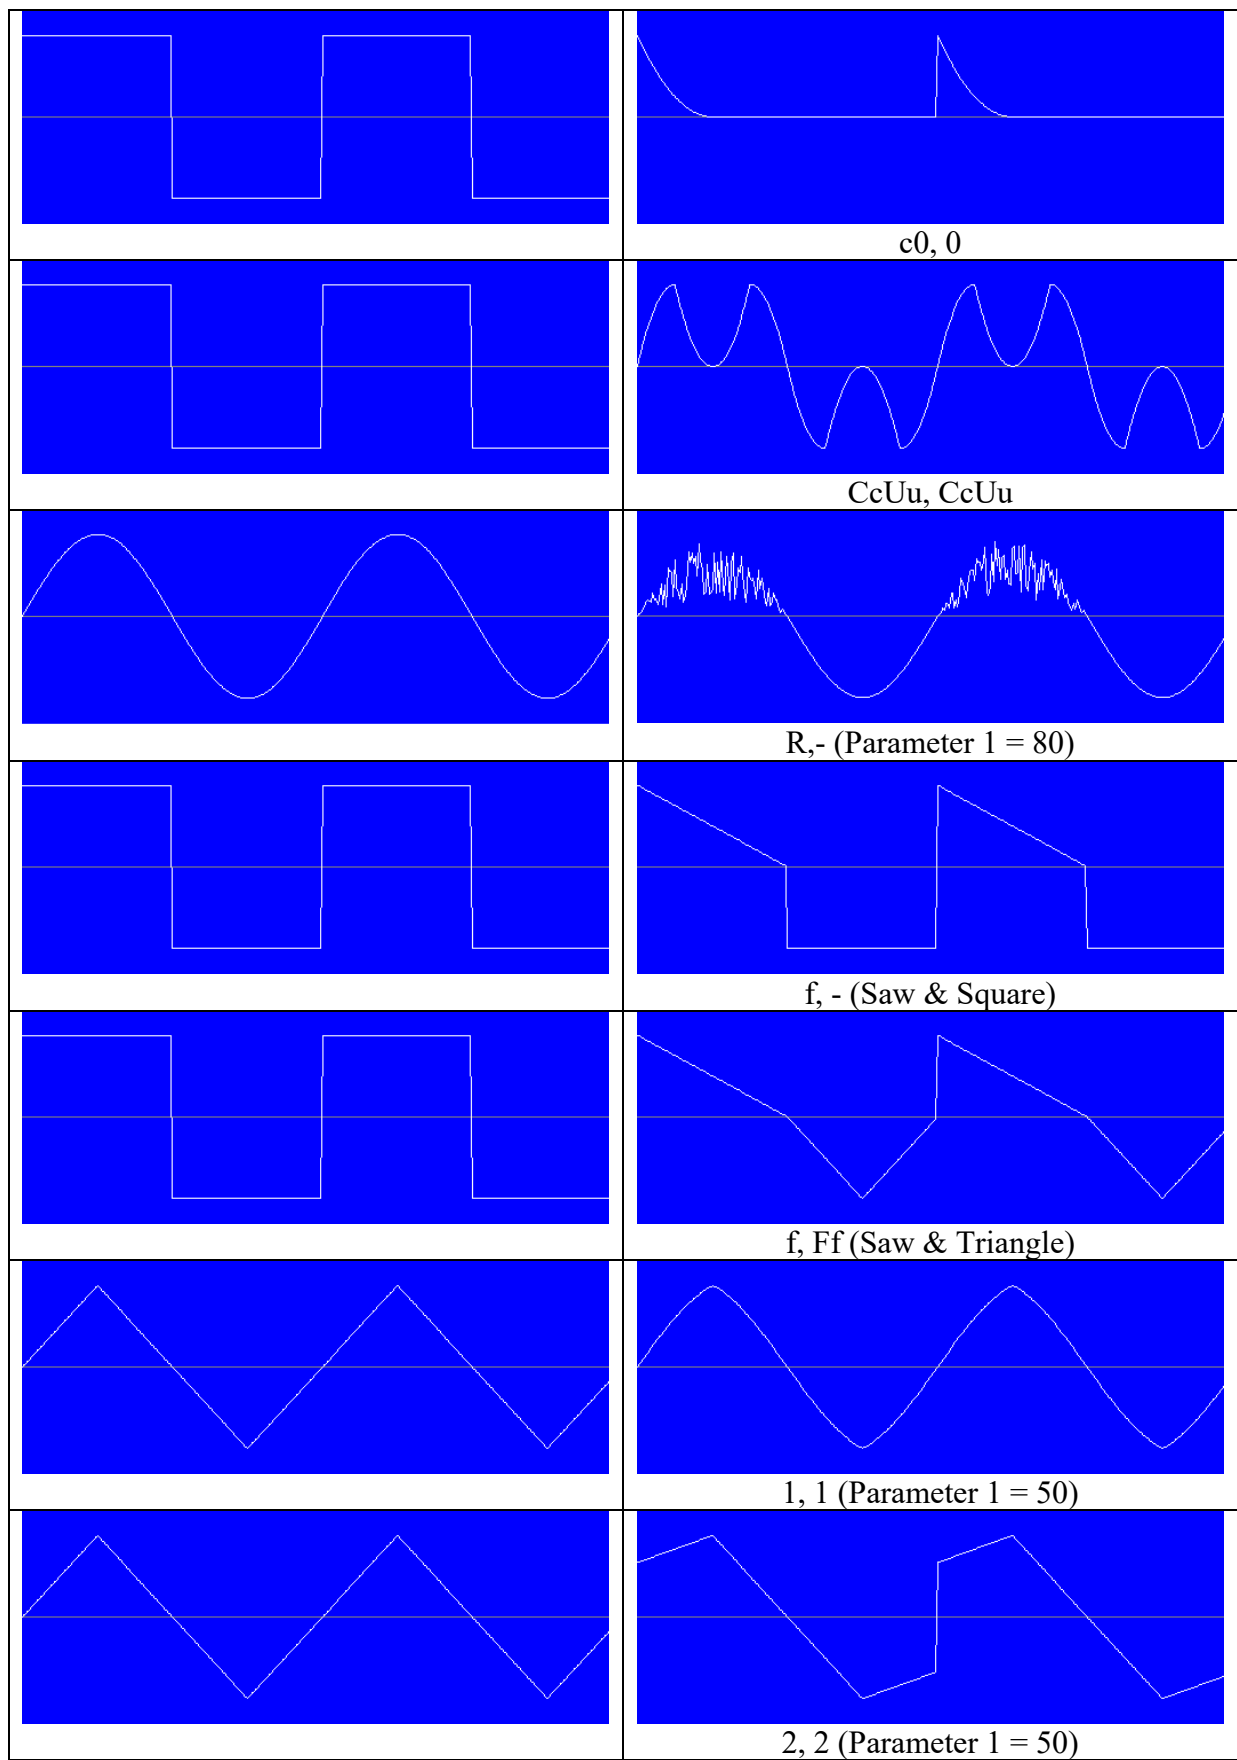 c0, 0
CcUu, CcUu
R,- (Parameter 1 = 80)
f, - (Saw & Square)
f, Ff (Saw & Triangle)
1, 1 (Parameter 1 = 50)
2, 2 (Parameter 1 = 50)